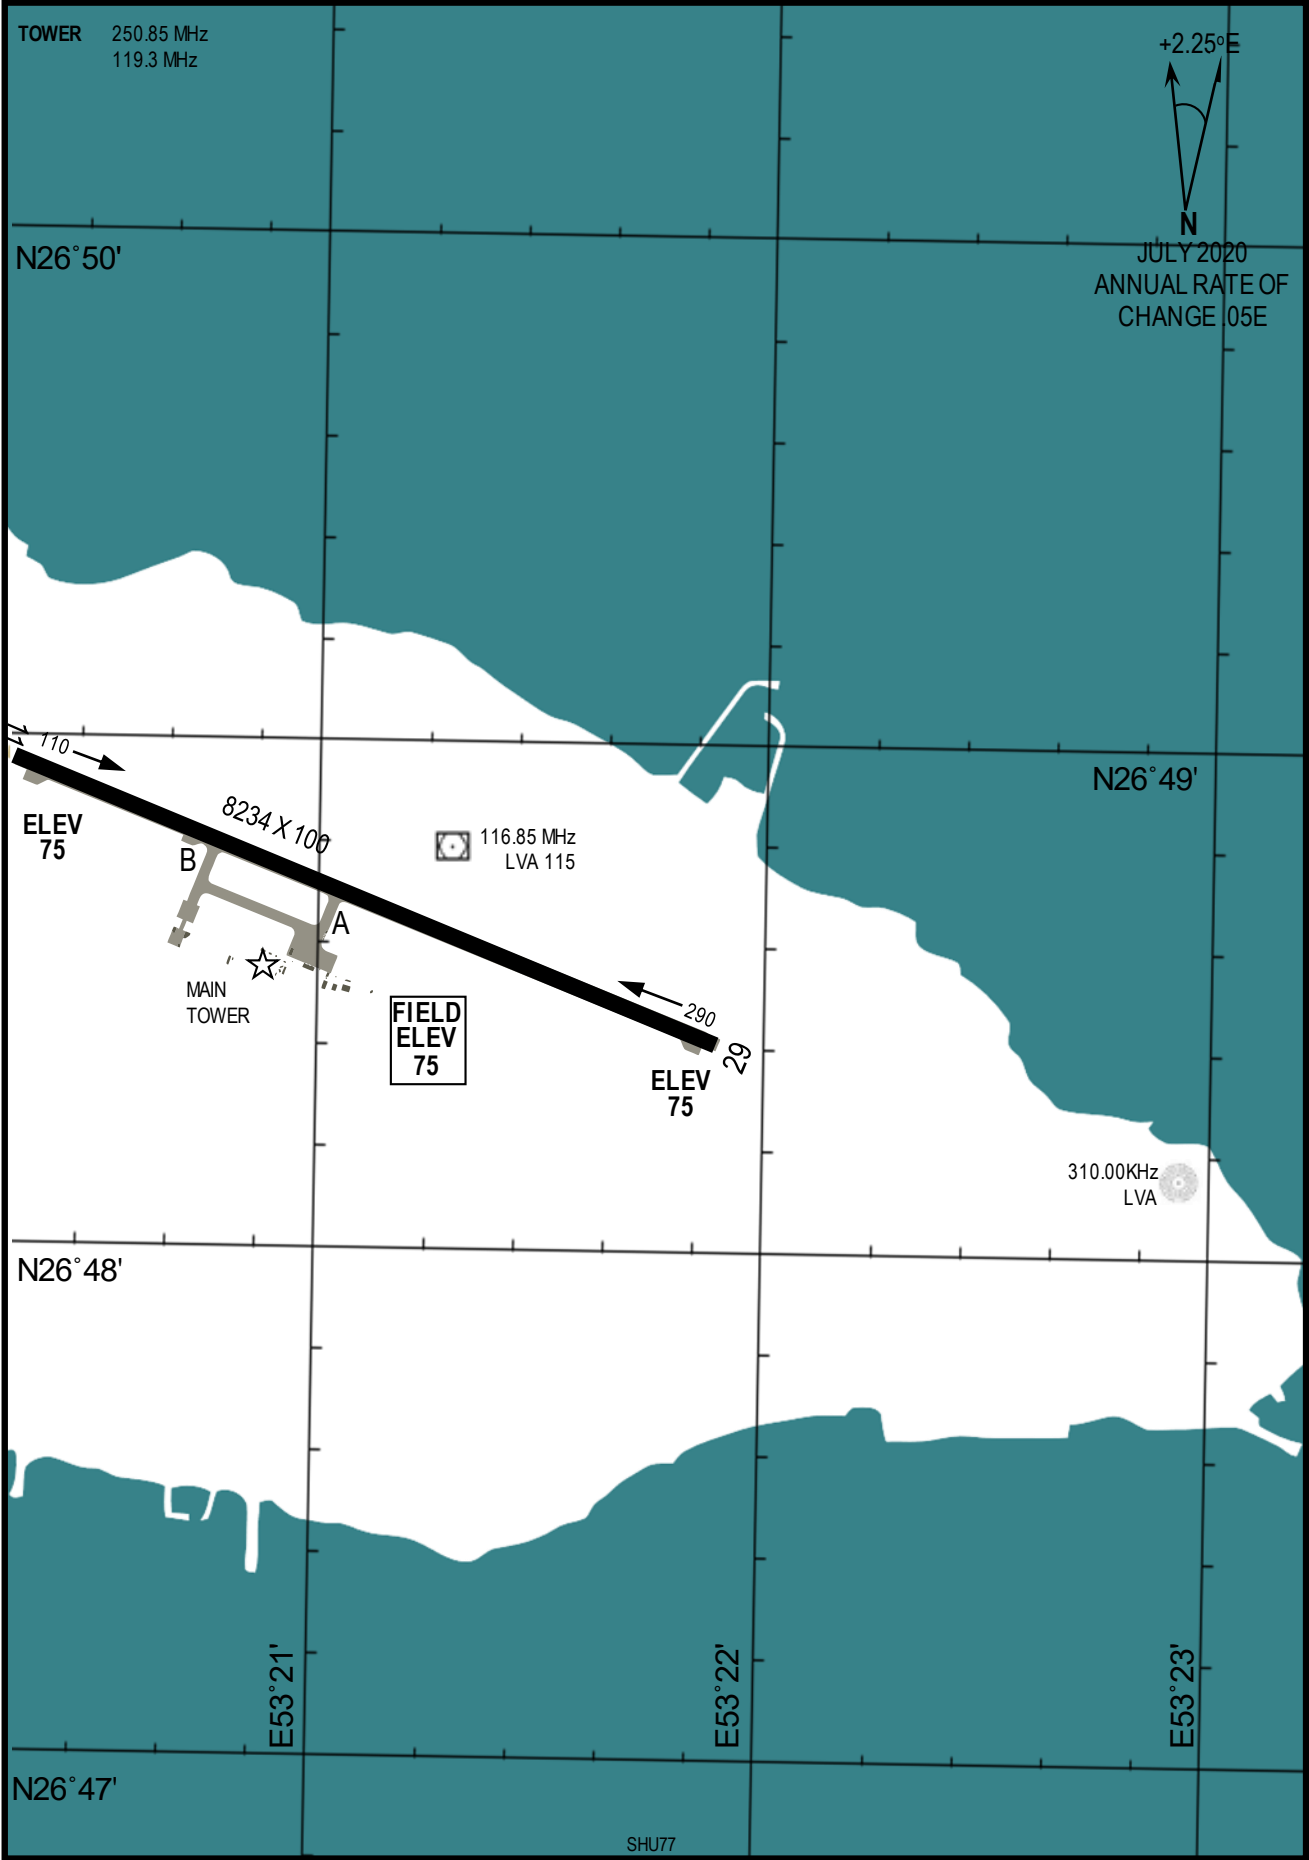 TOWER 250.85 MHz
119.3 MHz
+2.25°E
N
JULY 2020
ANNUAL RATE OF
CHANGE .05E
N26°50'
110
8234 X 100
N26°49'
ELEV
75
B
116.85 MHz
LVA 115
A
MAIN
TOWER
FIELD
ELEV
75
290
29
ELEV
75
310.00KHz
LVA
N26°48'
E53°21'
E53°22'
E53°23'
N26°47'
SHU77